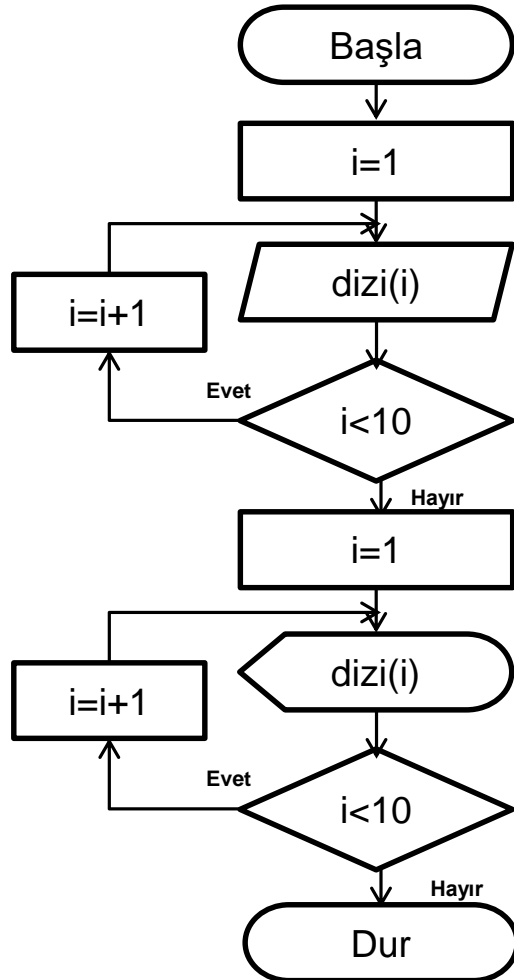 Başla
i=1
dizi(i)
i=i+1
Evet
i<10
Hayır
i=1
dizi(i)
i=i+1
Evet
i<10
Hayır
Dur